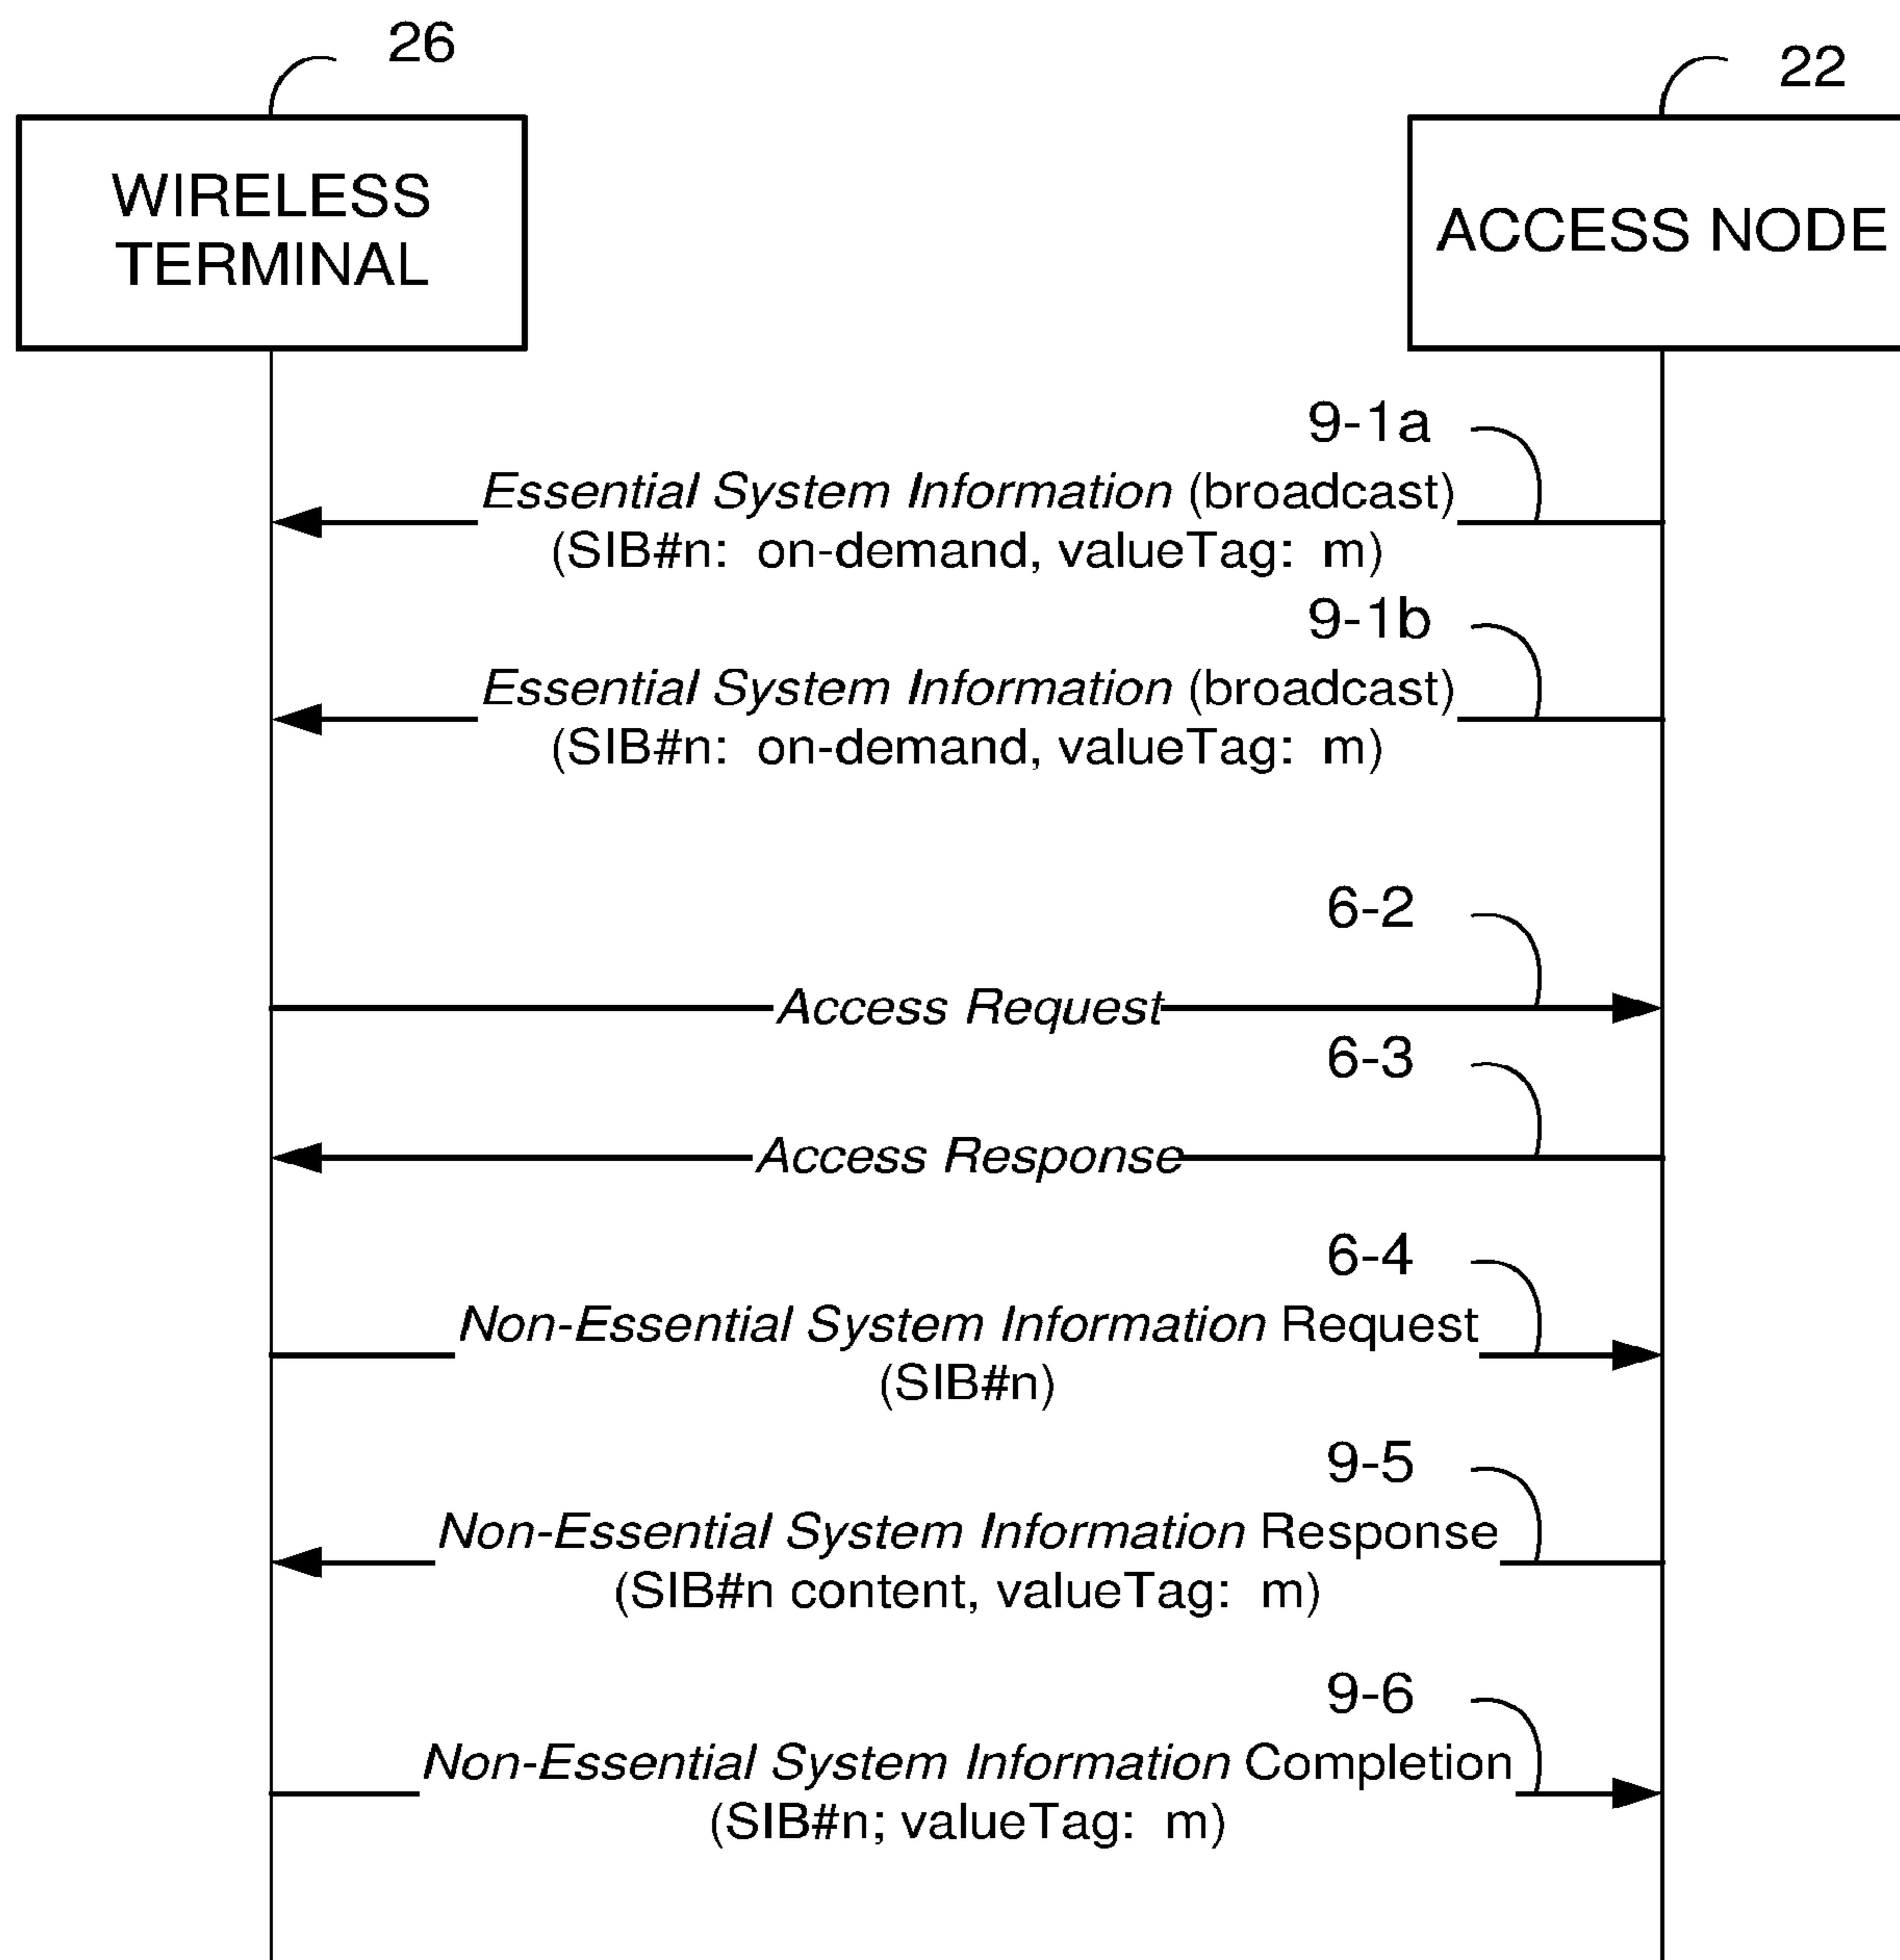 26
22
WIRELESS
TERMINAL
ACCESS NODE
9-1a
Essential System Information (broadcast)
(SIB#n: on-demand, valueTag: m)
9-1b
Essential System Information (broadcast)
(SIB#n: on-demand, valueTag: m)
6-2
Access Request
6-3
Access Response
6-4
Non-Essential System Information Request
(SIB#n)
9-5
Non-Essential System Information Response
(SIB#n content, valueTag: m)
9-6
Non-Essential System Information Completion
(SIB#n; valueTag: m)